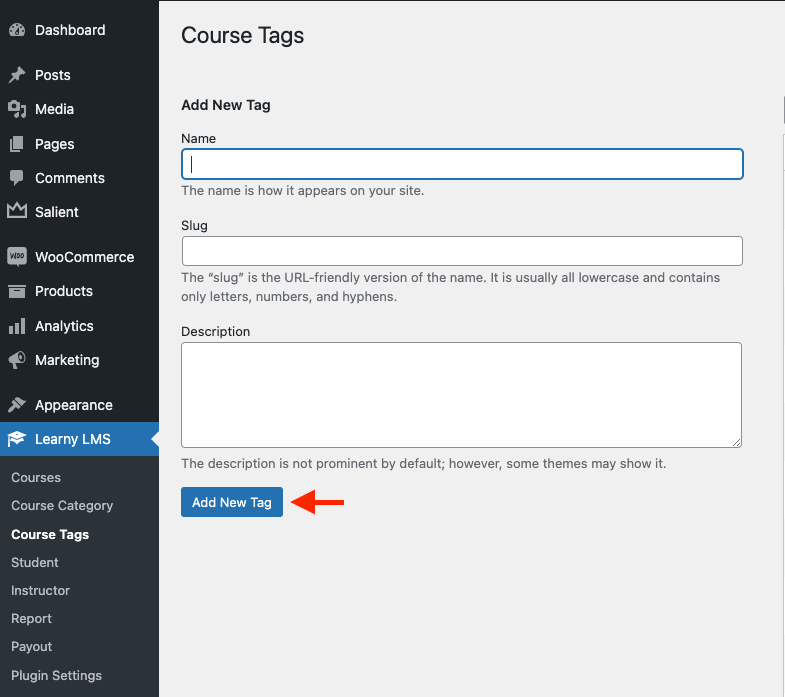 Dashboard
Posts
Media
Pages
Comments
Salient
WOO WooCommerce
Products
Analytics
Marketing
Appearance
Learny LMS
Courses
Course Category
Course Tags
Student
Instructor
Report
Payout
Plugin Settings
Course Tags
Add New Tag
Name
The name is how it appears on your site.
Slug
The “slug” is the URL-friendly version of the name. It is usually all lowercase and contains
only letters, numbers, and hyphens.
Description
The description is not prominent by default; however, some themes may show it.
Add New Tag